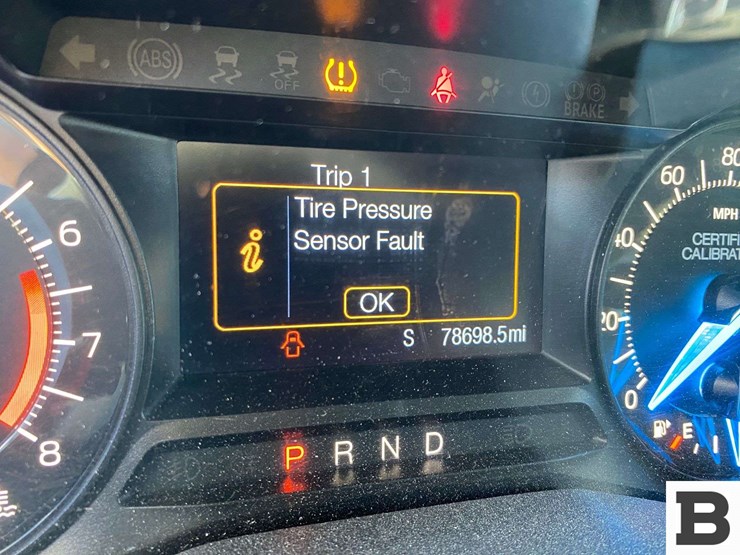 ABS
OFF
BRAKE
Trip 1
Tire Pressure
Sensor Fault
OK
S 78698.5mi
P R N D
6
7
8
80
60
MPH
40
CERTIFI
CALIBRAT
20
0
E
B